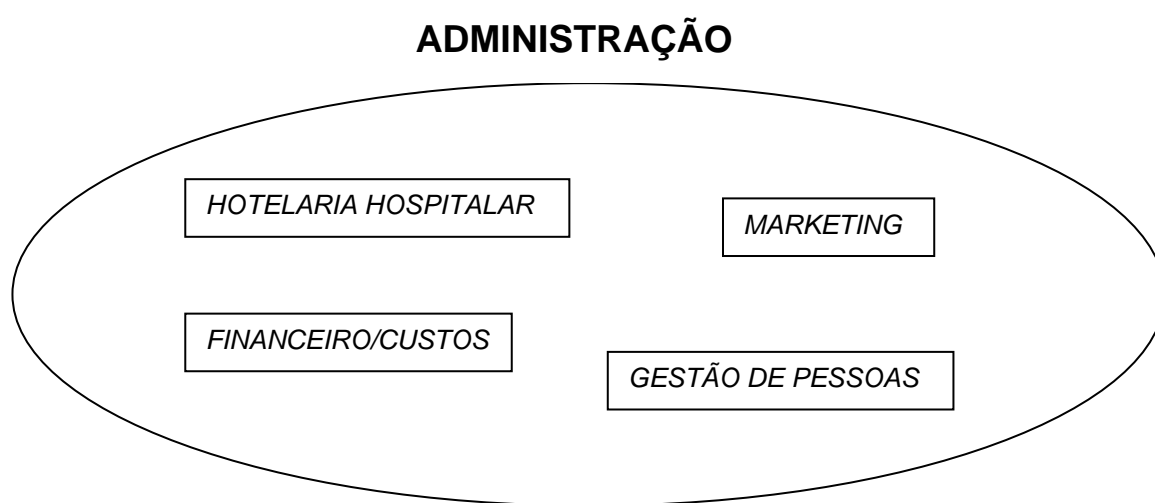 ADMINISTRAÇÃO
HOTELARIA HOSPITALAR
MARKETING
FINANCEIRO/CUSTOS
GESTÃO DE PESSOAS